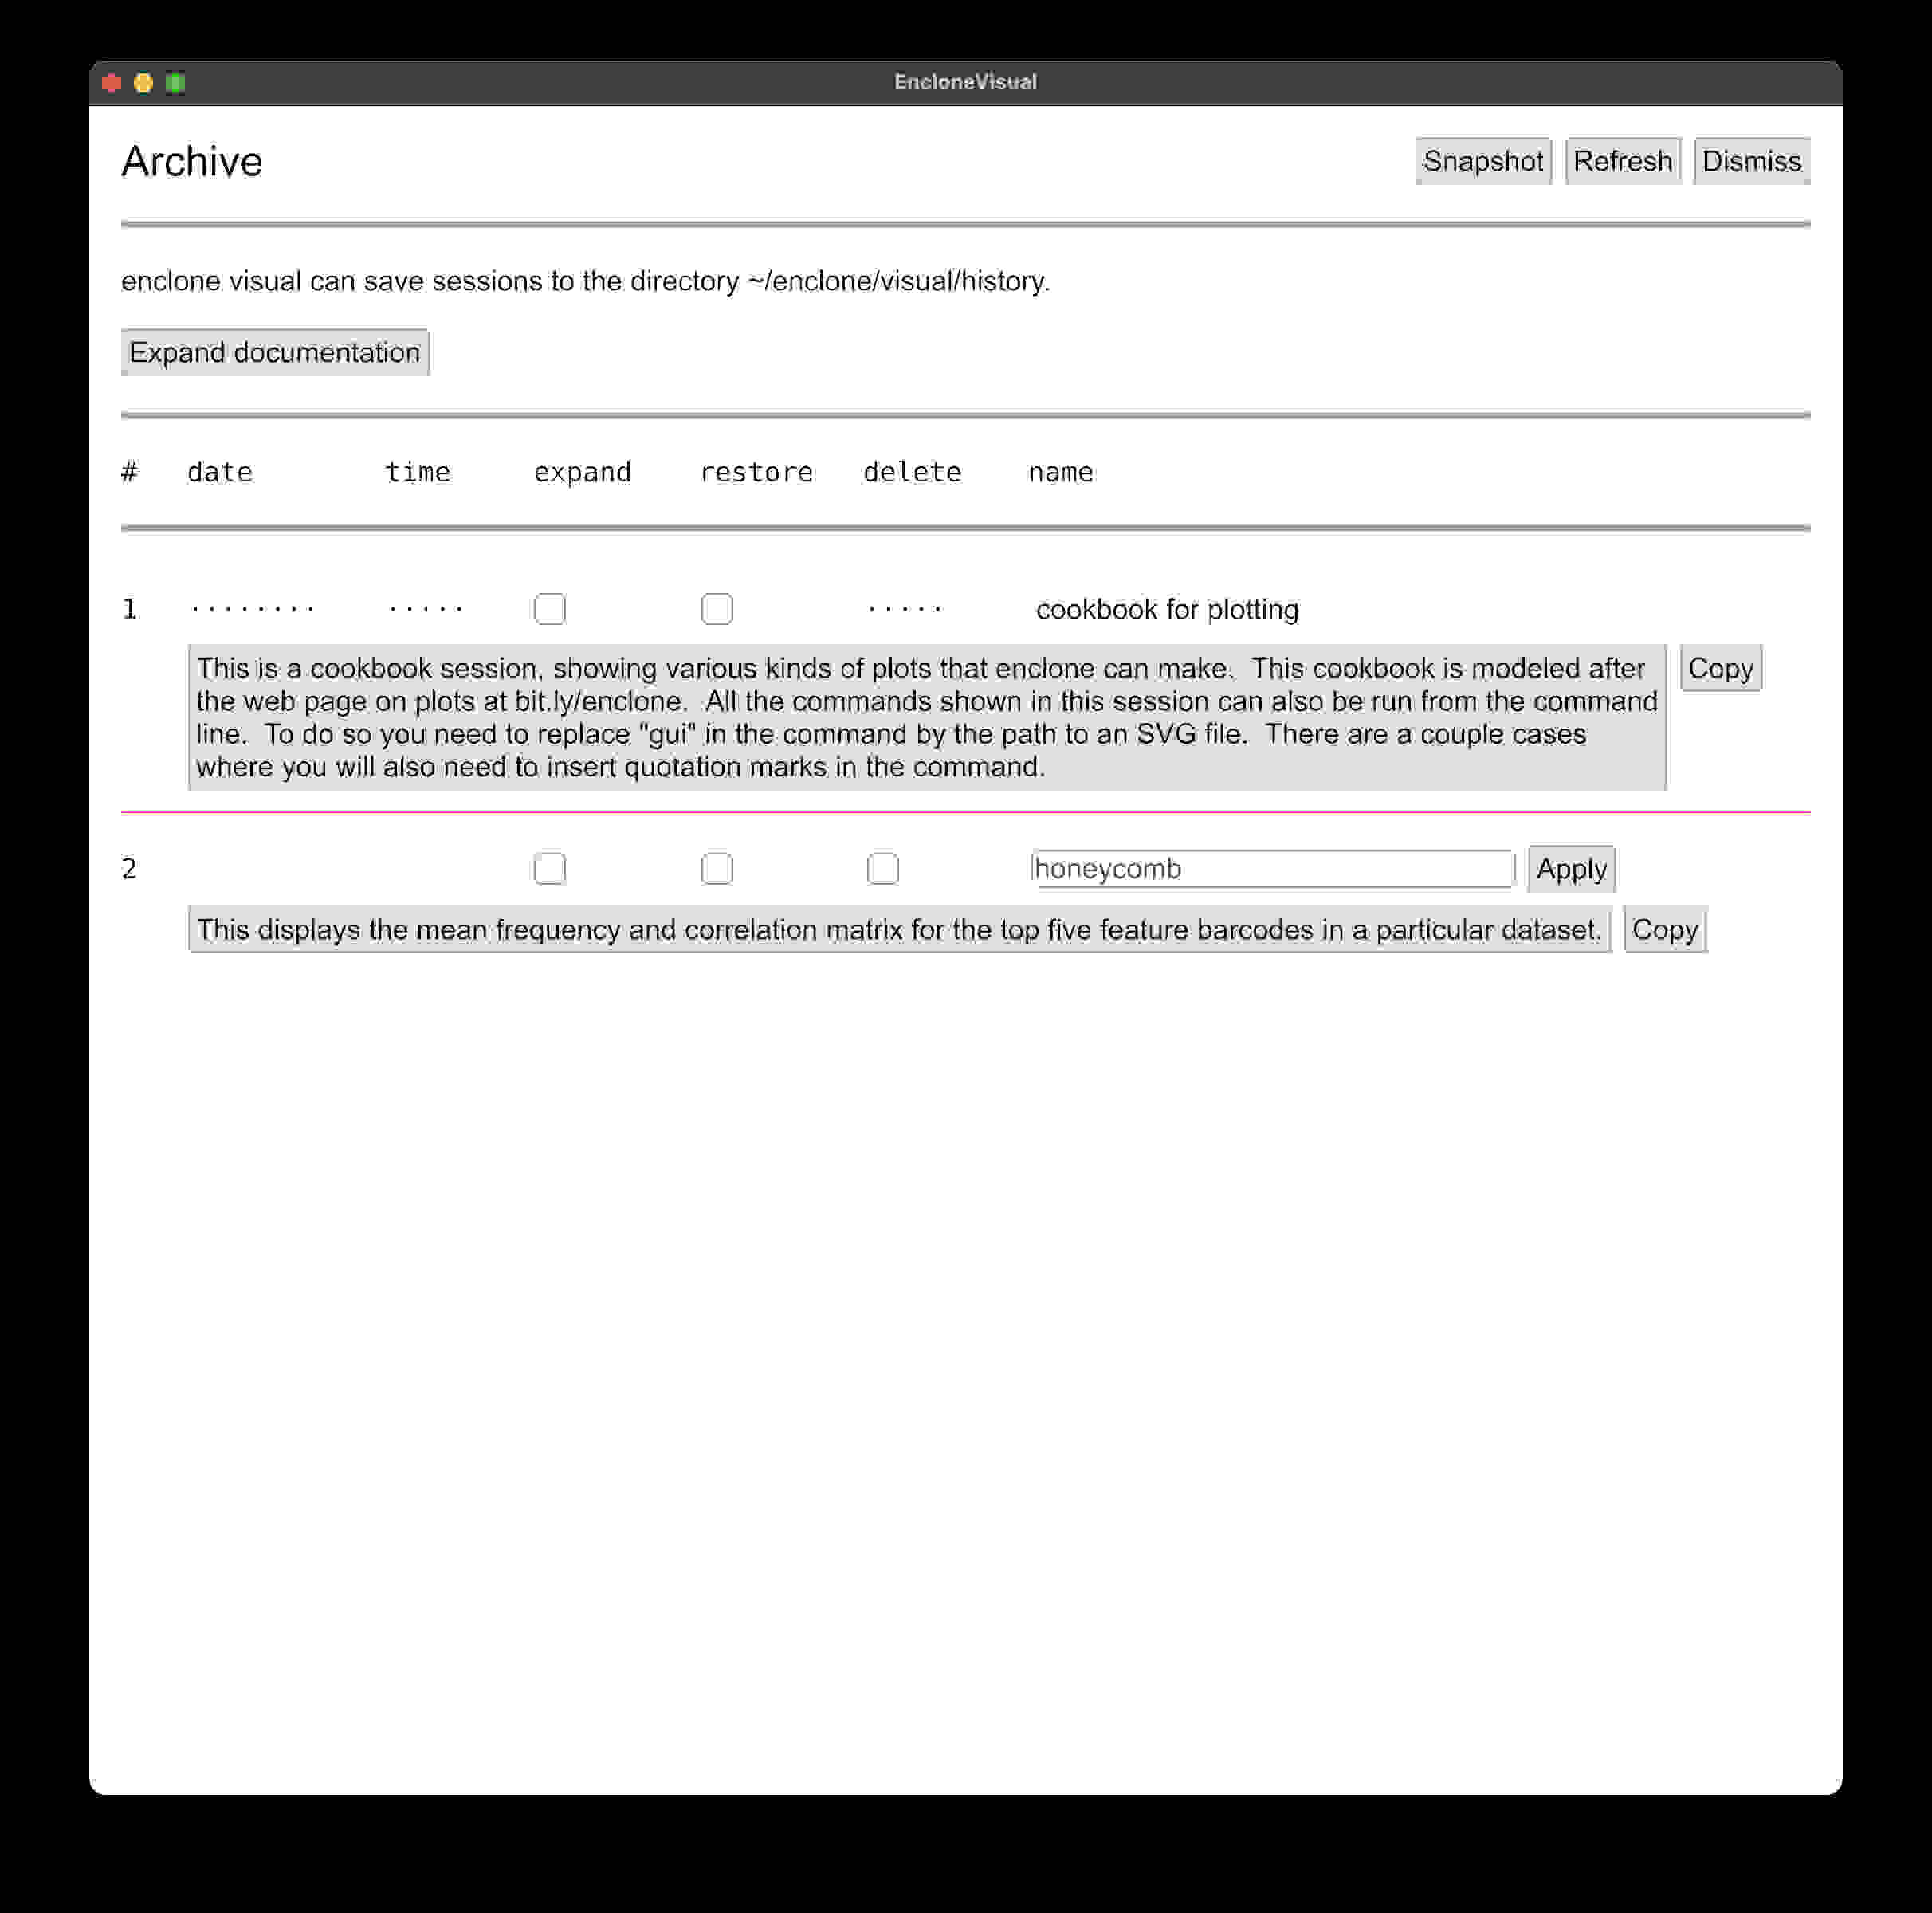 EncloneVisual
Archive
Snapshot Refresh Dismiss
enclone visual can save sessions to the directory ~/enclone/visual/history.
Expand documentation
# date time expand restore delete name
1 ········ ····· ····· cookbook for plotting
This is a cookbook session, showing various kinds of plots that enclone can make.  This cookbook is modeled after
the web page on plots at bit.ly/enclone.  All the commands shown in this session can also be run from the command
line.  To do so you need to replace "gui" in the command by the path to an SVG file.  There are a couple cases
where you will also need to insert quotation marks in the command.
Copy
2 honeycomb Apply
This displays the mean frequency and correlation matrix for the top five feature barcodes in a particular dataset.
Copy